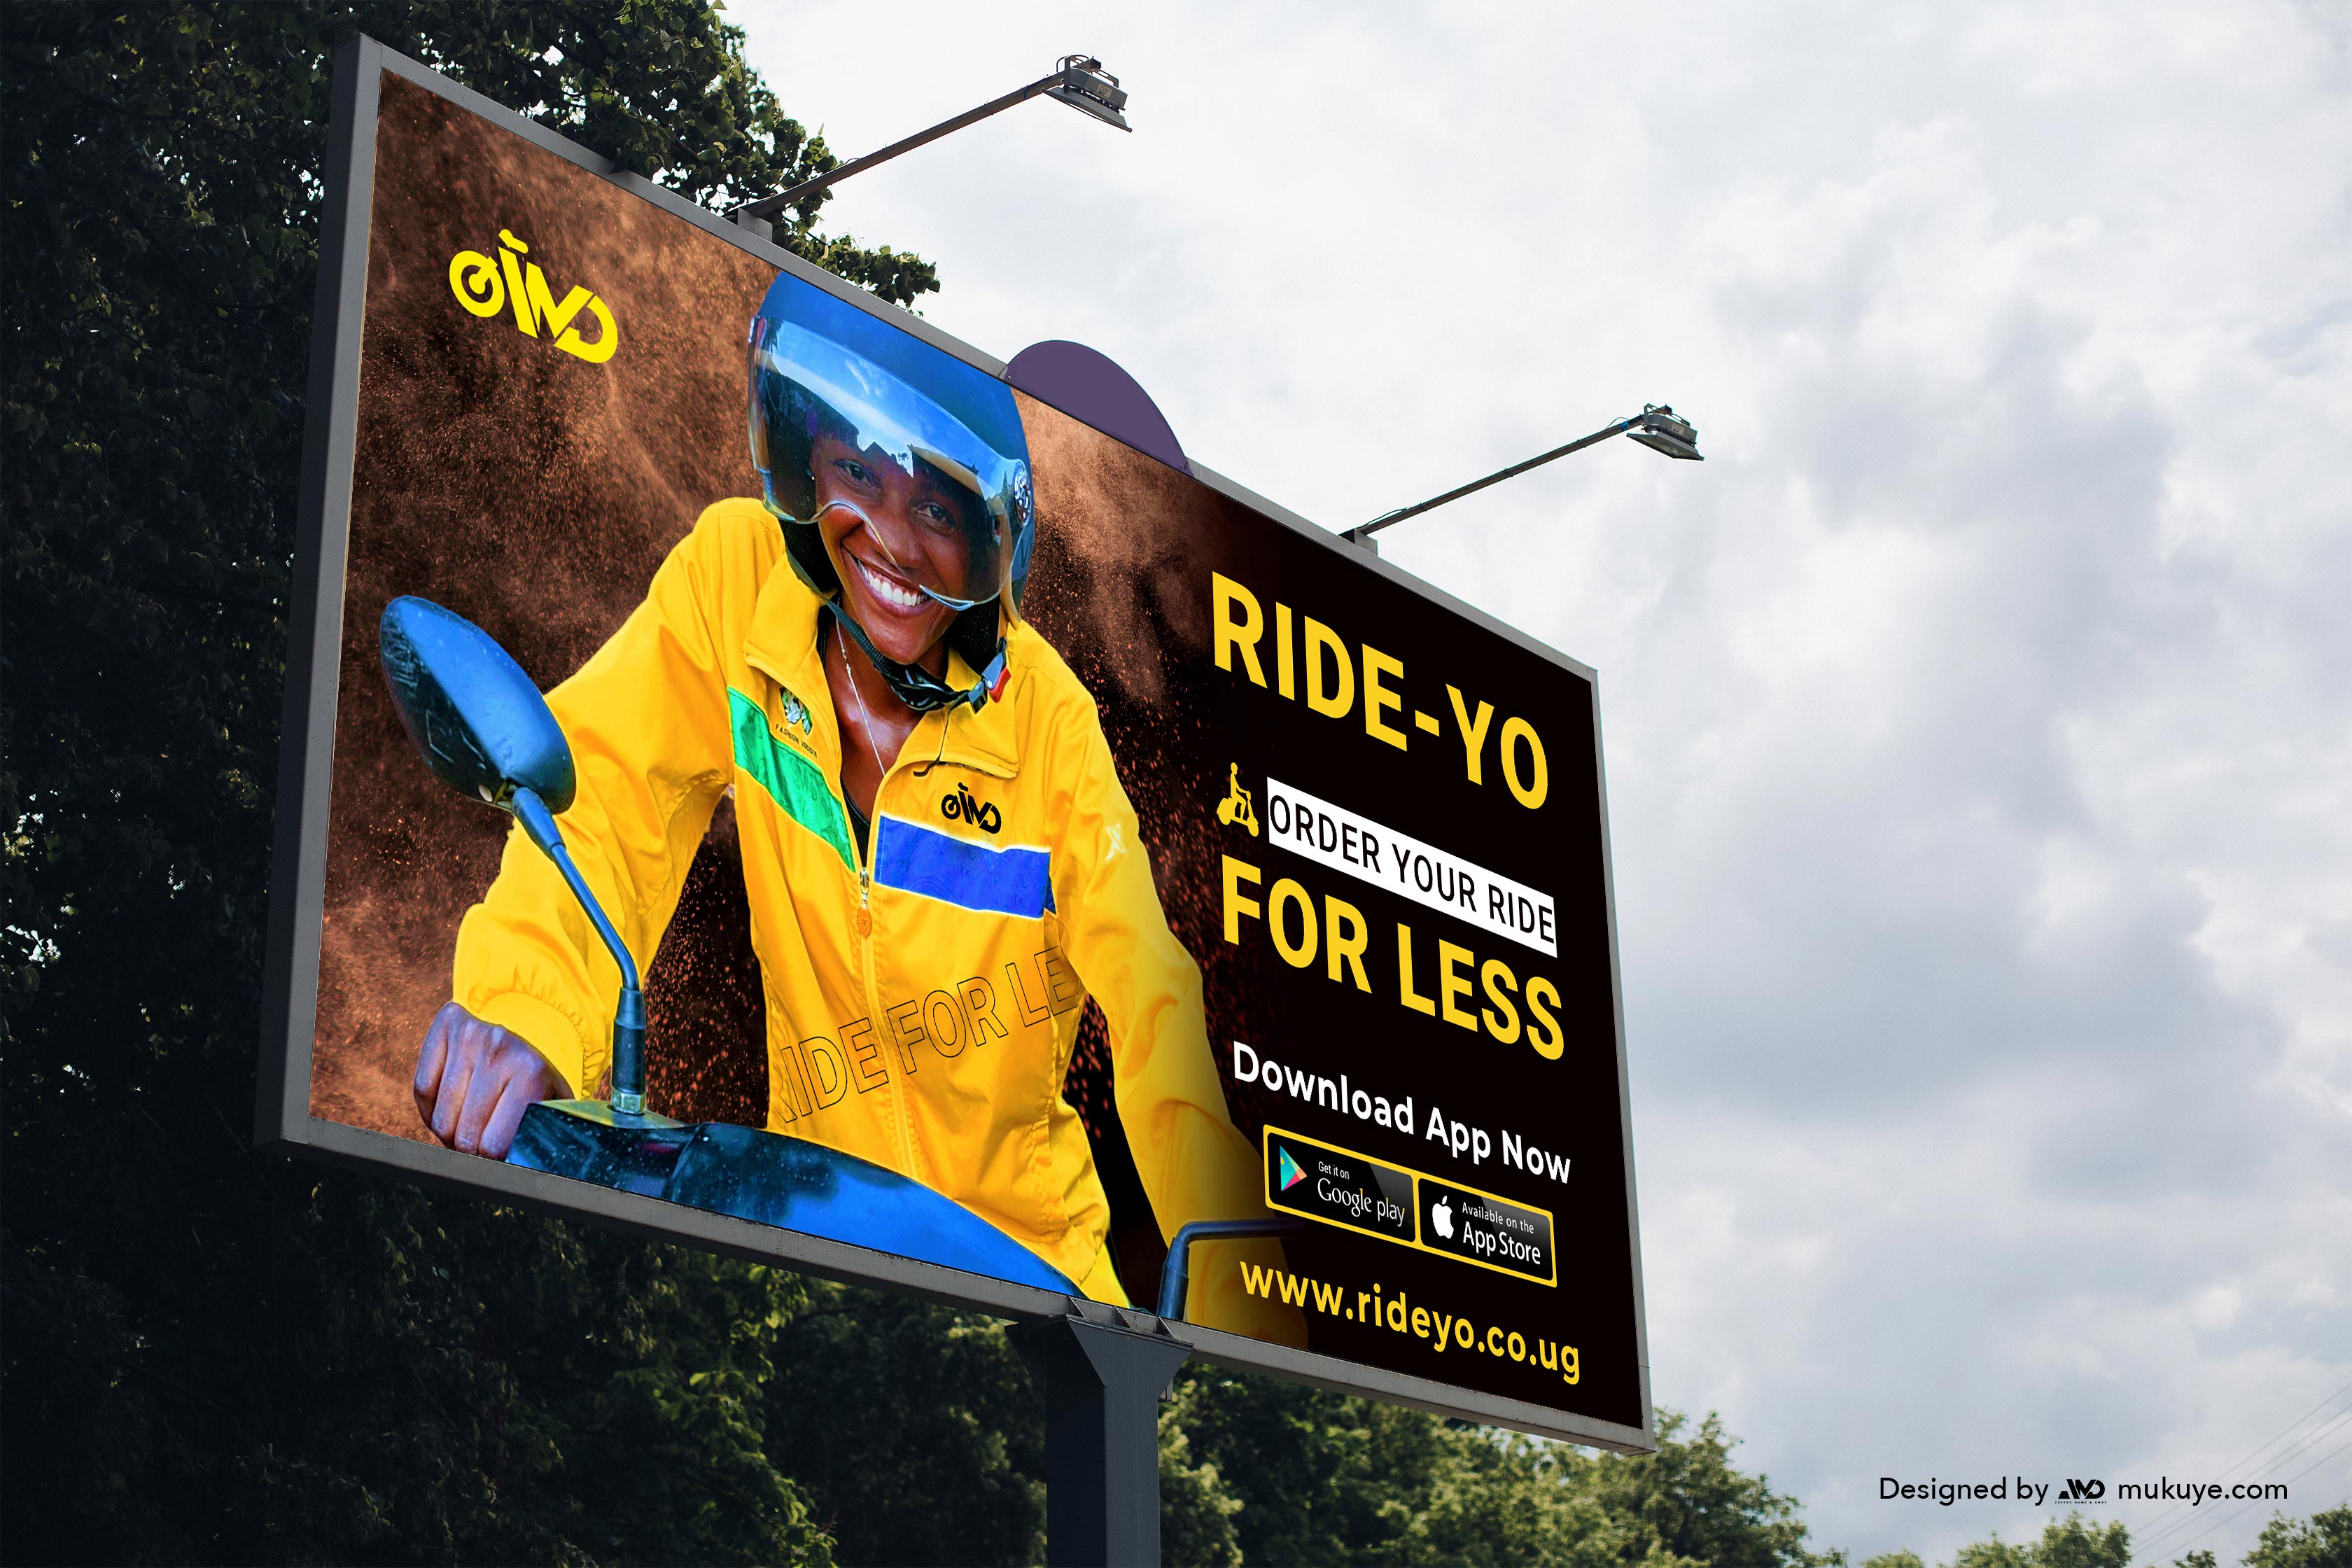 RIDE-YO
ORDER YOUR RIDE
FOR LESS
IDE FOR LE
Download App Now
Get it on
Google play
Available on the
App Store
www.rideyo.co.ug
Designed by
mukuye.com